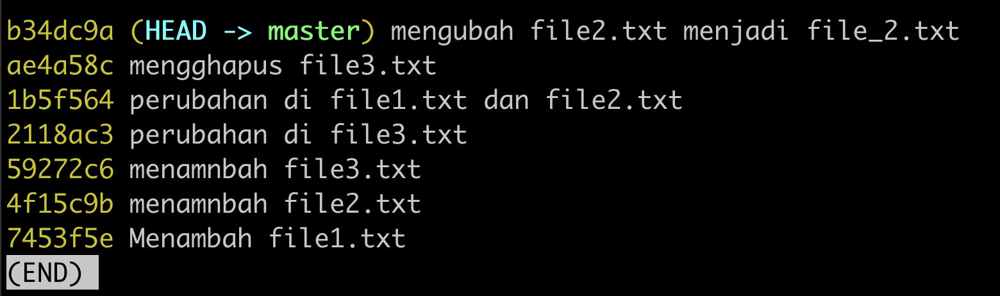 b34dc9a (HEAD -> master) mengubah file2.txt menjadi file_2.txt
ae4a58c mengghapus file3.txt
1b5f564 perubahan di file1.txt dan file2.txt
2118ac3 perubahan di file3.txt
59272c6 menamnbah file3.txt
4f15c9b menamnbah file2.txt
7453f5e Menambah file1.txt
(END)